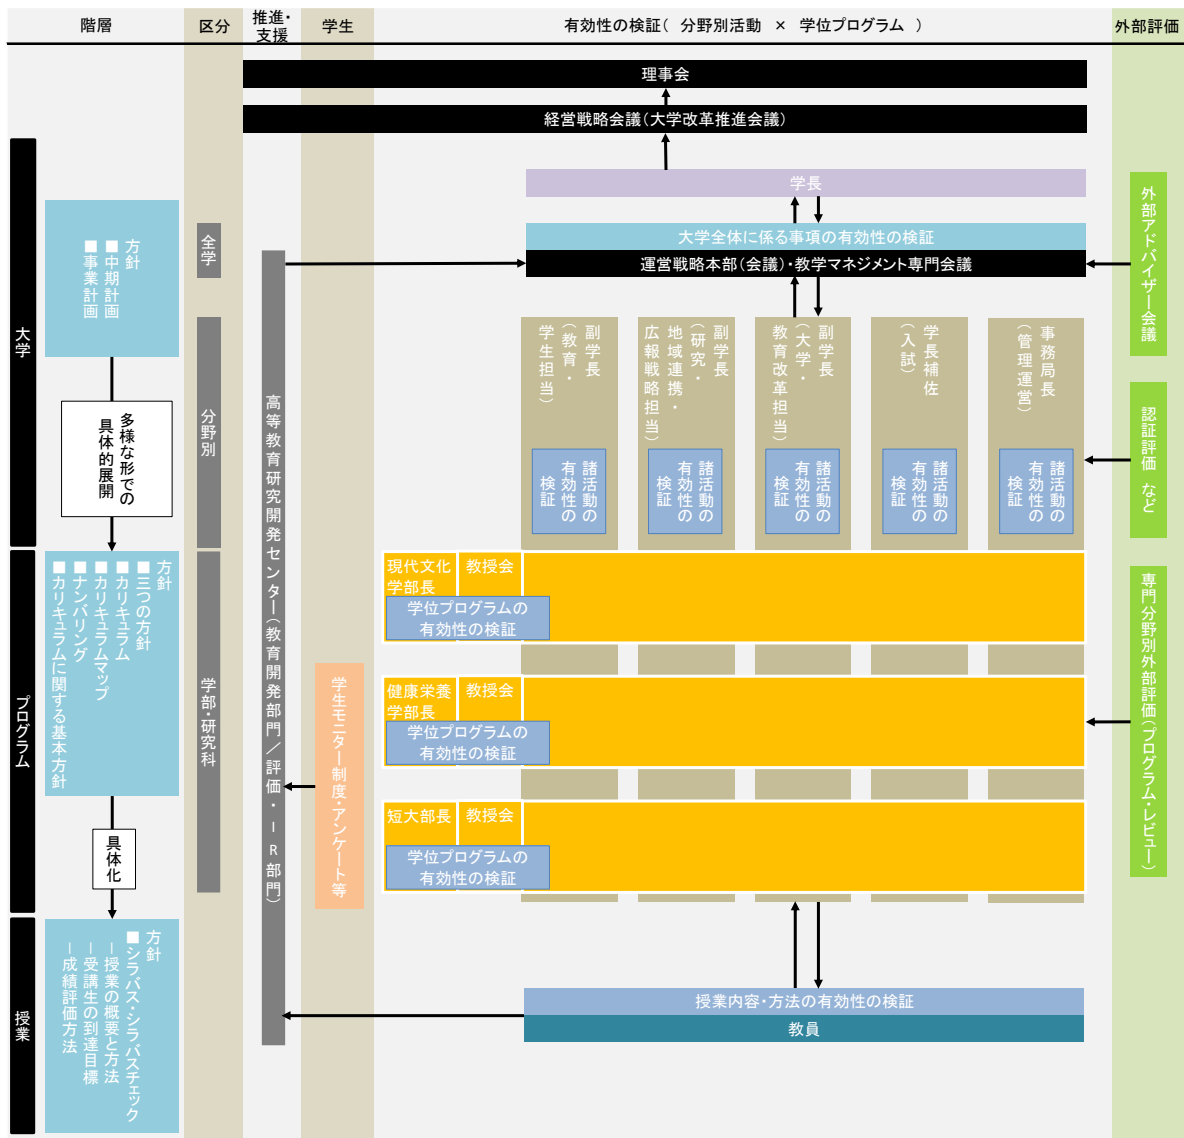 階層
区分
推進・
支援
学生
有効性の検証（ 分野別活動 × 学位プログラム ）
外部評価
理事会
経営戦略会議（大学改革推進会議）
学長
大学全体に係る事項の有効性の検証
運営戦略本部（会議）・教学マネジメント専門会議
大学
方針
■中期計画
■事業計画
多様な形での
具体的展開
全学
分野別
高等教育研究開発センター（教育開発部門／評価・ＩＲ部門）
副学長
（教育・
学生担当）
諸活動の
有効性の
検証
副学長
（研究・
地域連携・
広報戦略担当）
諸活動の
有効性の
検証
副学長
（大学・
教育改革担当）
諸活動の
有効性の
検証
学長補佐
（入試）
諸活動の
有効性の
検証
事務局長
（管理運営）
諸活動の
有効性の
検証
外部アドバイザー会議
認証評価 など
専門分野別外部評価（プログラム・レビュー）
プログラム
方針
■三つの方針
■カリキュラム
■カリキュラムマップ
■ナンバリング
■カリキュラムに関する基本方針
具体化
学部・研究科
学生モニター制度・アンケート等
現代文化
学部長
教授会
学位プログラムの
有効性の検証
健康栄養
学部長
教授会
学位プログラムの
有効性の検証
短大部長
教授会
学位プログラムの
有効性の検証
授業
方針
■シラバス・シラバスチェック
－授業の概要と方法
－受講生の到達目標
－成績評価方法
授業内容・方法の有効性の検証
教員